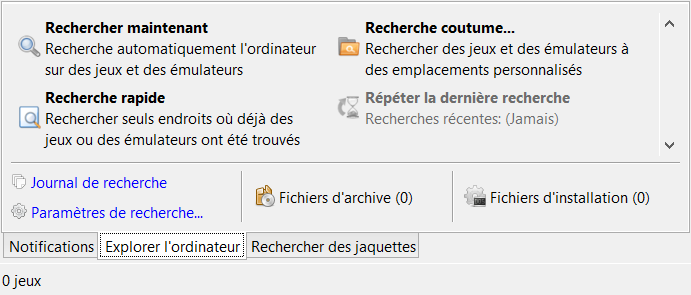 Rechercher maintenant
Recherche automatiquement l'ordinateur
sur des jeux et des émulateurs
Recherche coutume...
Rechercher des jeux et des émulateurs à
des emplacements personnalisés
Recherche rapide
Rechercher seuls endroits où déjà des
jeux ou des émulateurs ont été trouvés
Répéter la dernière recherche
Recherches récentes: (Jamais)
Journal de recherche
Paramètres de recherche...
Fichiers d'archive (0)
Fichiers d'installation (0)
Notifications
Explorer l'ordinateur
Rechercher des jaquettes
0 jeux